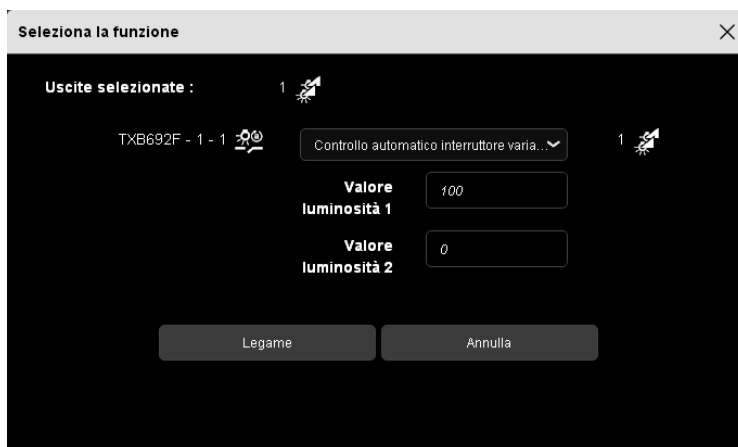 Seleziona la funzione
Uscite selezionate : 1
TXB692F - 1 - 1 Controllo automatico interruttore varia... 1
Valore luminosità 1 100
Valore luminosità 2 0
Legame Annulla